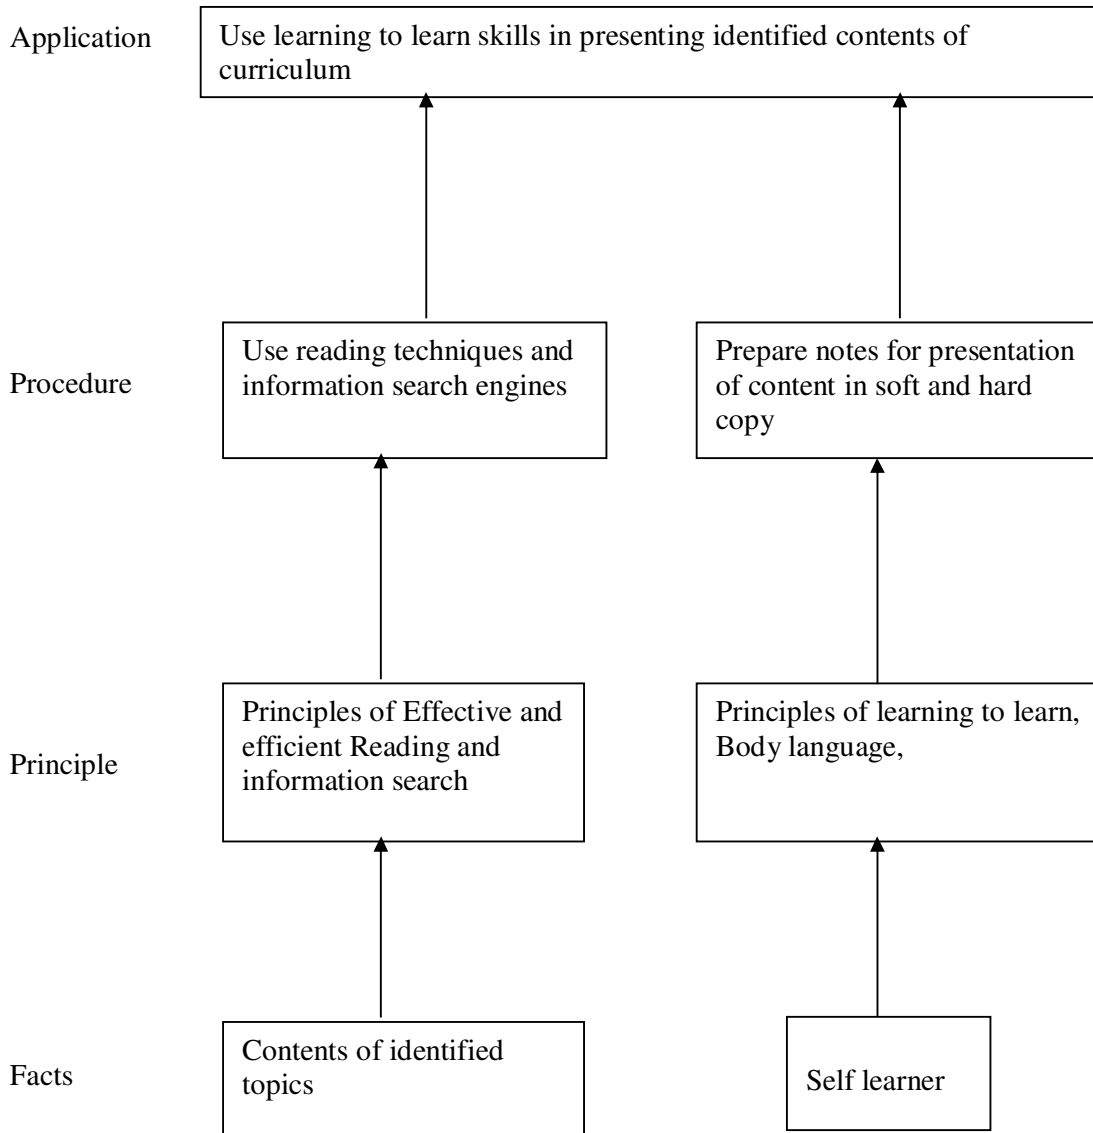 Application
Use learning to learn skills in presenting identified contents of
curriculum
Procedure
Use reading techniques and
information search engines
Prepare notes for presentation
of content in soft and hard
copy
Principle
Principles of Effective and
efficient Reading and
information search
Principles of learning to learn,
Body language,
Facts
Contents of identified
topics
Self learner